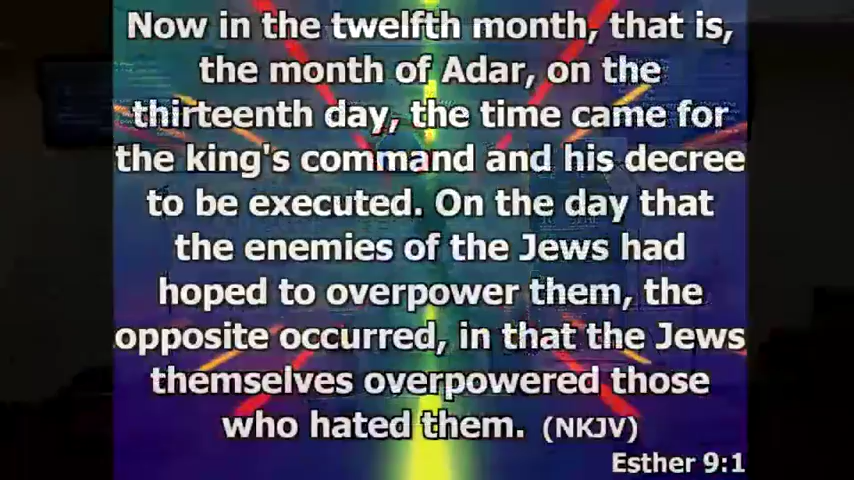 Now in the twelfth month, that is,
the month of Adar, on the
thirteenth day, the time came for
the king's command and his decree
to be executed. On the day that
the enemies of the Jews had
hoped to overpower them, the
opposite occurred, in that the Jews
themselves overpowered those
who hated them. (NKJV)
Esther 9:1